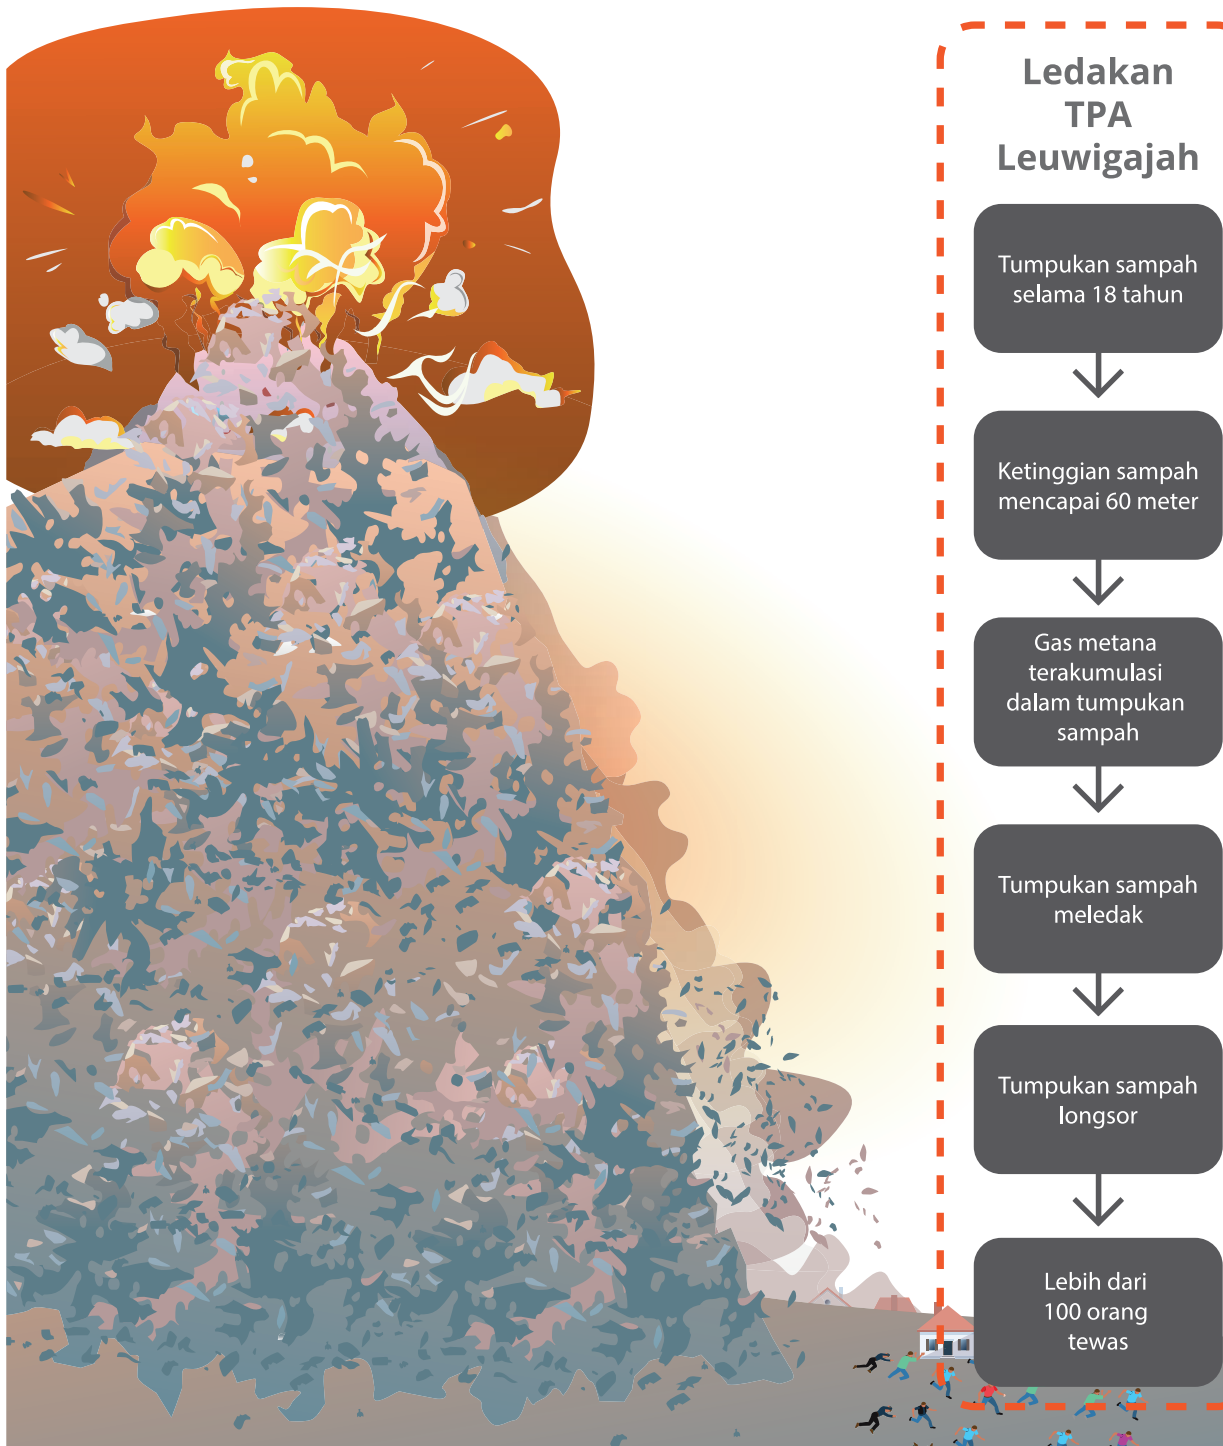 Ledakan
TPA
Leuwigajah
Tumpukan sampah
selama 18 tahun
Ketinggian sampah
mencapai 60 meter
Gas metana
terakumulasi
dalam tumpukan
sampah
Tumpukan sampah
meledak
Tumpukan sampah
longsor
Lebih dari
100 orang
tewas